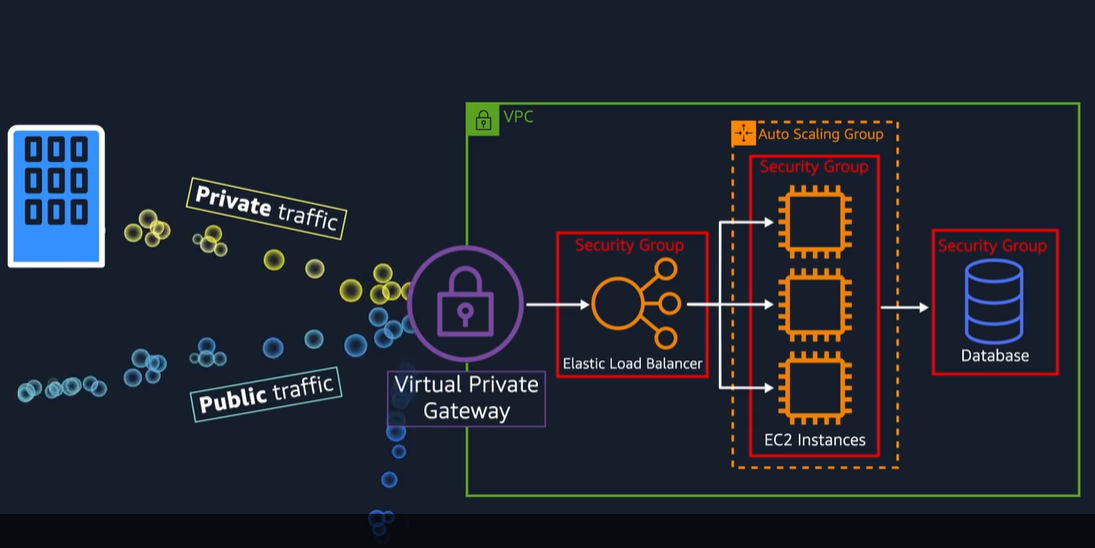 VPC
Auto Scaling Group
Security Group
Private traffic
Security Group
Security Group
Elastic Load Balancer
Database
Virtual Private
Gateway
Public traffic
EC2 Instances